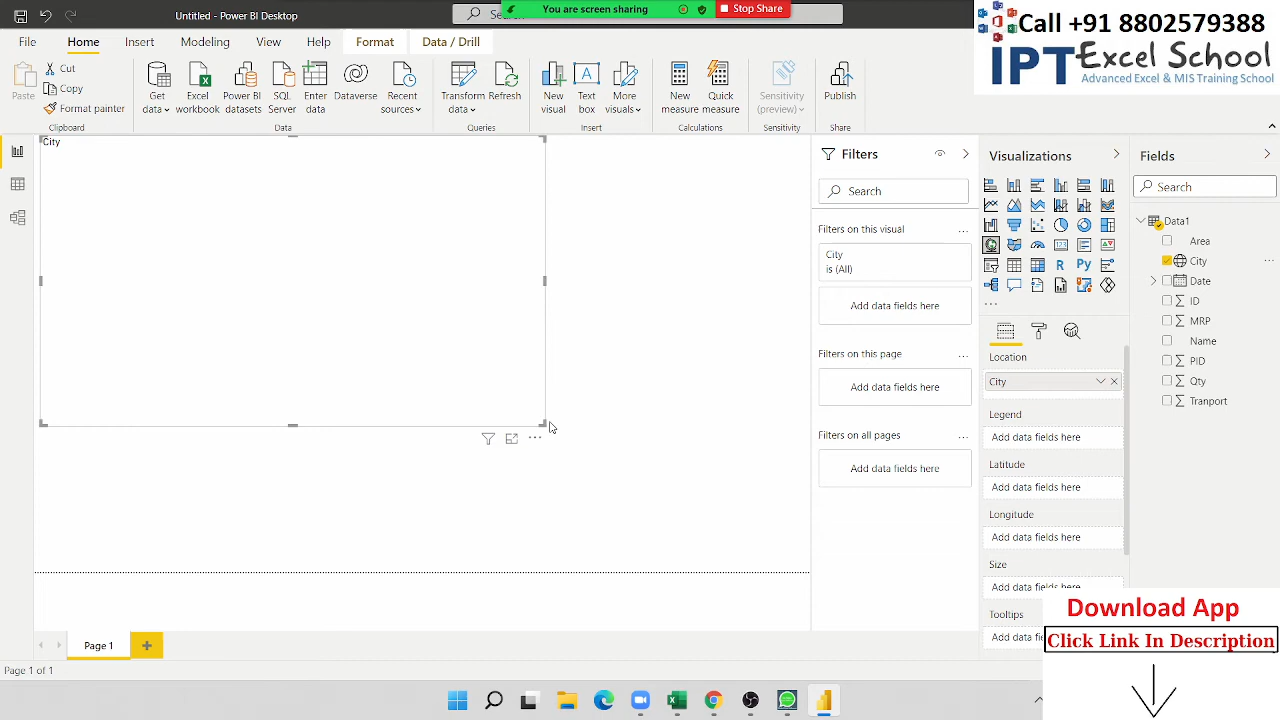 Untitled - Power BI Desktop
You are screen sharing
Stop Share
Call +91 8802579388
IPT Excel School
Advanced Excel & MIS Training School
File
Home
Insert
Modeling
View
Help
Format
Data / Drill
Paste
Cut
Copy
Format painter
Clipboard
Get data
Excel workbook
Power BI datasets
SQL Server
Enter data
Dataverse
Recent sources
Data
Transform data
Refresh
Queries
New visual
Text box
More visuals
Insert
New measure
Quick measure
Calculations
Sensitivity (preview)
Sensitivity
Publish
Share
City
Filters
Search
Filters on this visual
City
is (All)
Add data fields here
Filters on this page
Add data fields here
Filters on all pages
Add data fields here
Visualizations
Location
City
Legend
Add data fields here
Latitude
Add data fields here
Longitude
Add data fields here
Size
Add data fields here
Tooltips
Fields
Search
Data1
Area
City
Date
ID
MRP
Name
PID
Qty
Tranport
Page 1
Page 1 of 1
Download App
Click Link In Description